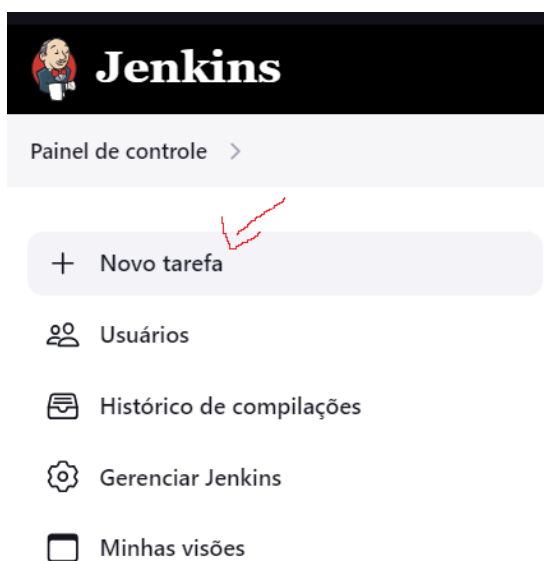 Jenkins
Painel de controle >
+ Novo tarefa
Usuários
Histórico de compilações
Gerenciar Jenkins
Minhas visões